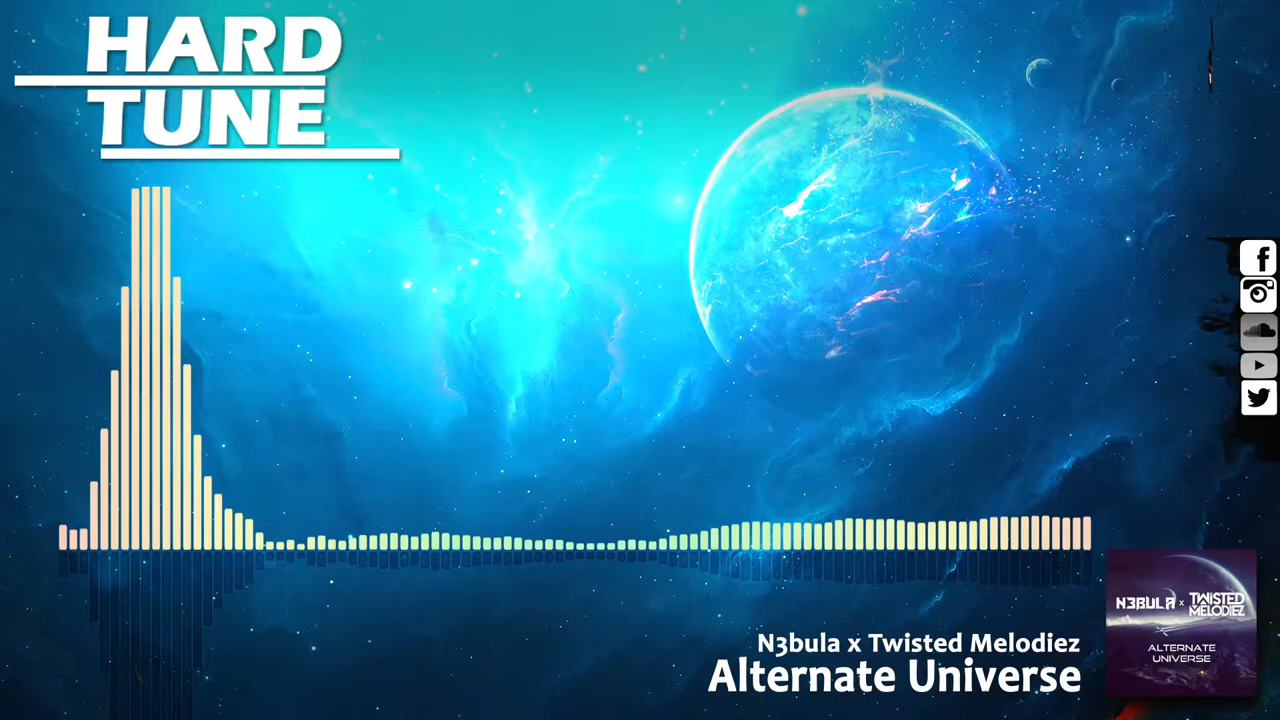 HARD
TUNE
N3BULA x TWISTED
MELODIEZ
ALTERNATE
UNIVERSE
N3bula x Twisted Melodiez
Alternate Universe